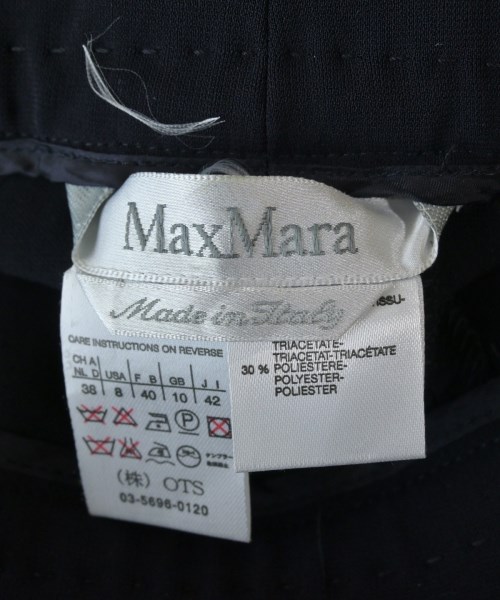 MaxMara
Made in Italy
CARE INSTRUCTIONS ON REVERSE
CH A
NL D USA F B GB J I
38 8 40 10 42
P
(株) OTS
03-5696-0120
ISSU-
TRIACETATE-
TRIACETAT-TRIACÉTATE
30 % POLIESTERE-
POLYESTER-
POLIESTER